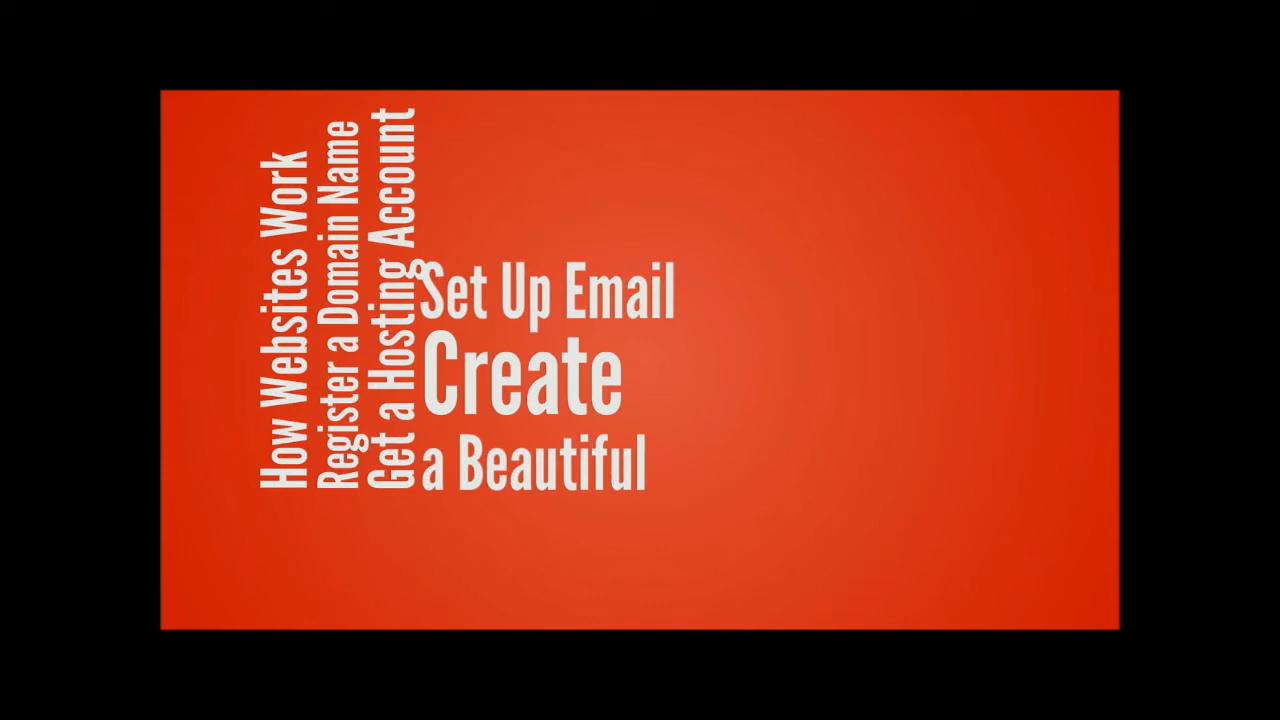 How Websites Work
Register a Domain Name
Get a Hosting Account
Set Up Email
Create
a Beautiful